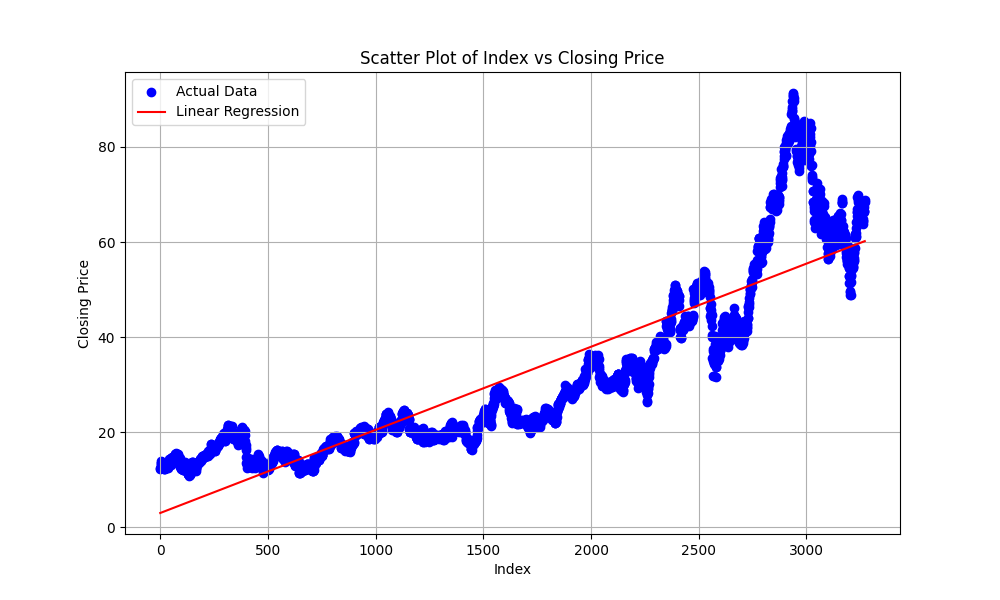 Scatter Plot of Index vs Closing Price
Actual Data
Linear Regression
Closing Price
80
60
40
20
0
0 500 1000 1500 2000 2500 3000
Index